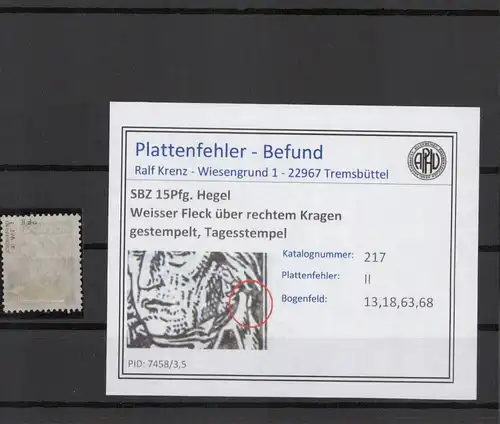 Plattenfehler - Befund
Ralf Krenz - Wiesengrund 1 - 22967 Tremsbüttel
SBZ 15Pfg. Hegel
Weisser Fleck über rechtem Kragen
gestempelt, Tagesstempel
Katalognummer: 217
Plattenfehler: II
Bogenfeld: 13,18,63,68
PID: 7458/3,5